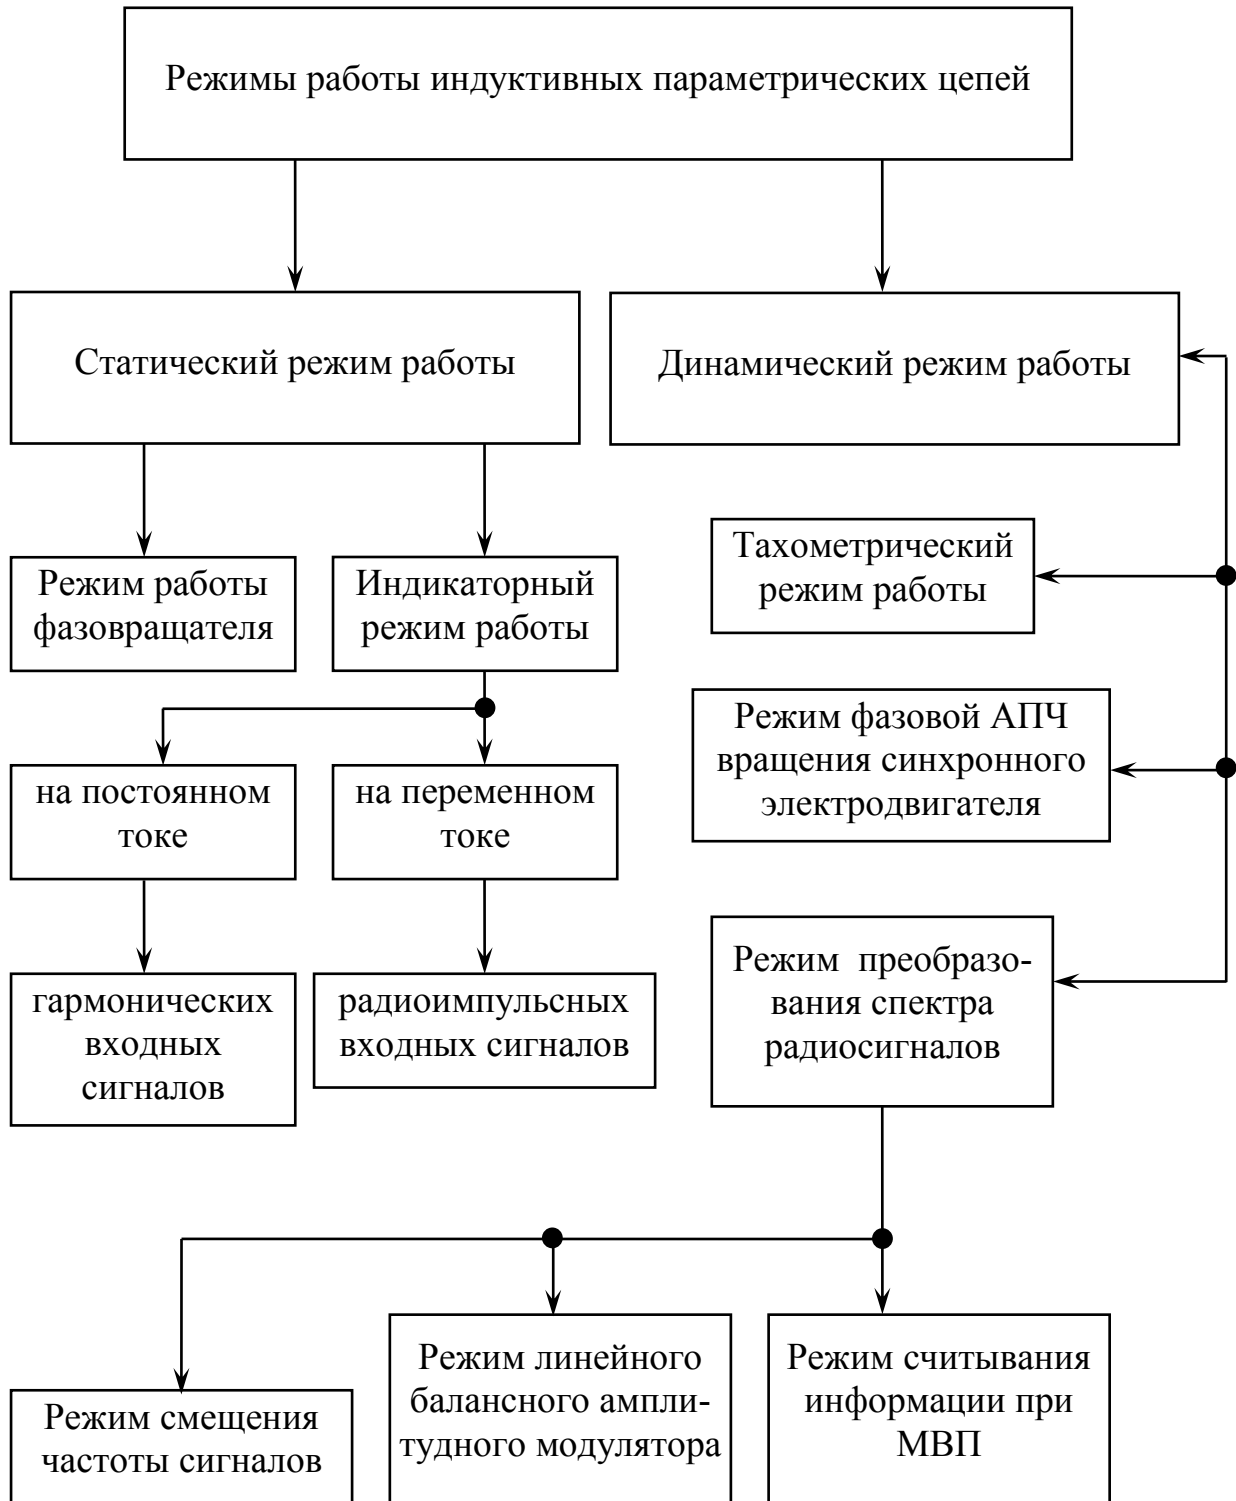 Режимы работы индуктивных параметрических цепей
Статический режим работы
Динамический режим работы
Режим работы
фазовращателя
Индикаторный
режим работы
Тахометрический
режим работы
Режим фазовой АПЧ
вращения синхронного
электродвигателя
на постоянном
токе
на переменном
токе
гармонических
входных
сигналов
радиоимпульсных
входных сигналов
Режим преобразо-
вания спектра
радиосигналов
Режим смещения
частоты сигналов
Режим линейного
балансного ампли-
тудного модулятора
Режим считывания
информации при
МВП